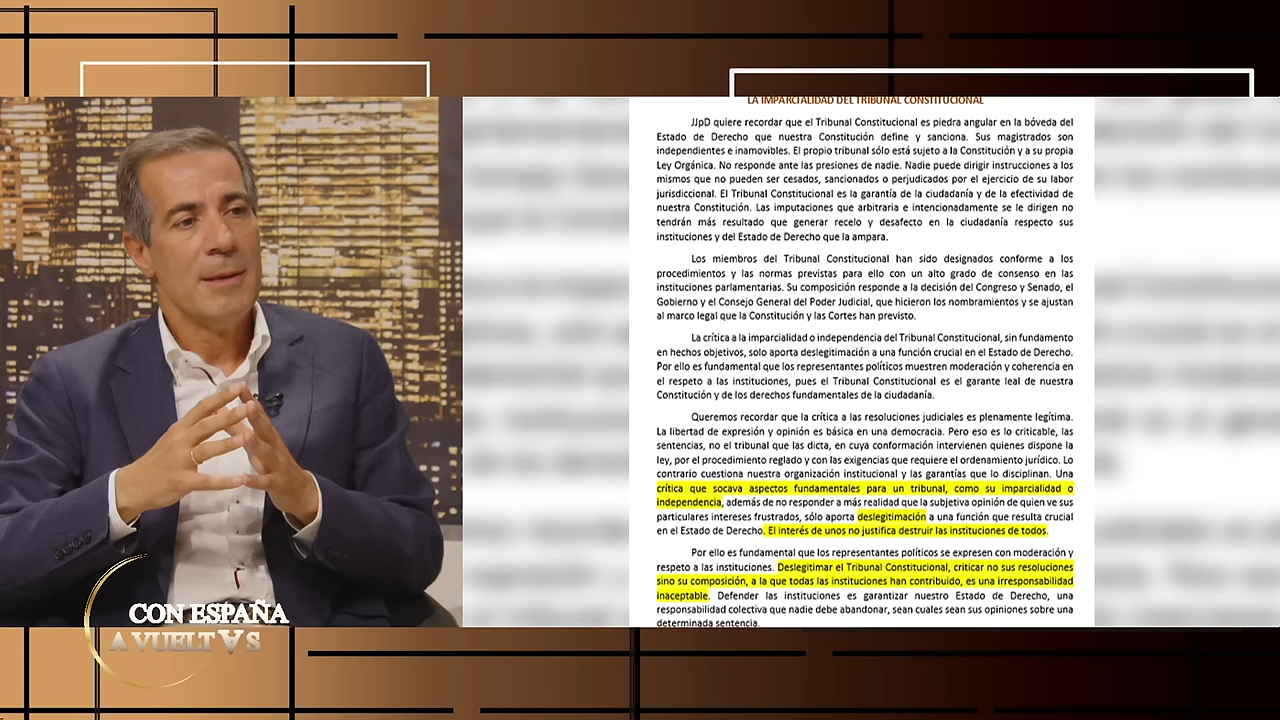 LA IMPARCIALIDAD DEL TRIBUNAL CONSTITUCIONAL
JJpD quiere recordar que el Tribunal Constitucional es piedra angular en la bóveda del
Estado de Derecho que nuestra Constitución define y sanciona. Sus magistrados son
independientes e inamovibles. El propio tribunal sólo está sujeto a la Constitución y a su propia
Ley Orgánica. No responde ante las presiones de nadie. Nadie puede dirigir instrucciones a los
mismos que no pueden ser cesados, sancionados o perjudicados por el ejercicio de su labor
jurisdiccional. El Tribunal Constitucional es la garantía de la ciudadanía y de la efectividad de
nuestra Constitución. Las imputaciones que arbitraria e intencionadamente se le dirigen no
tendrán más resultado que generar recelo y desafecto en la ciudadanía respecto sus
instituciones y del Estado de Derecho que la ampara.
Los miembros del Tribunal Constitucional han sido designados conforme a los
procedimientos y las normas previstas para ello con un alto grado de consenso en las
instituciones parlamentarias. Su composición responde a la decisión del Congreso y Senado, el
Gobierno y el Consejo General del Poder Judicial, que hicieron los nombramientos y se ajustan
al marco legal que la Constitución y las Cortes han previsto.
La crítica a la imparcialidad o independencia del Tribunal Constitucional, sin fundamento
en hechos objetivos, solo aporta deslegitimación a una función crucial en el Estado de Derecho.
Por ello es fundamental que los representantes políticos muestren moderación y coherencia en
el respeto a las instituciones, pues el Tribunal Constitucional es el garante leal de nuestra
Constitución y de los derechos fundamentales de la ciudadanía.
Queremos recordar que la crítica a las resoluciones judiciales es plenamente legítima.
La libertad de expresión y opinión es básica en una democracia. Pero eso es lo criticable, las
sentencias, no el tribunal que las dicta, en cuya conformación intervienen quienes dispone la
ley, por el procedimiento reglado y con las exigencias que requiere el ordenamiento jurídico. Lo
contrario cuestiona nuestra organización institucional y las garantías que lo disciplinan. Una
crítica que socava aspectos fundamentales para un tribunal, como su imparcialidad o
independencia, además de no responder a más realidad que la subjetiva opinión de quien ve sus
particulares intereses frustrados, sólo aporta deslegitimación a una función que resulta crucial
en el Estado de Derecho. El interés de unos no justifica destruir las instituciones de todos.
Por ello es fundamental que los representantes políticos se expresen con moderación y
respeto a las instituciones. Deslegitimar el Tribunal Constitucional, criticar no sus resoluciones
sino su composición, a la que todas las instituciones han contribuido, es una irresponsabilidad
inaceptable. Defender las instituciones es garantizar nuestro Estado de Derecho, una
responsabilidad colectiva que nadie debe abandonar, sean cuales sean sus opiniones sobre una
determinada sentencia.
CON ESPAÑA
A VUELT∀S